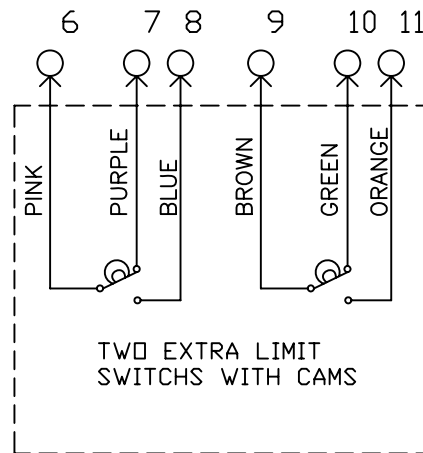 6 7 8 9 10 11
PINK PURPLE BLUE BROWN GREEN ORANGE
TWO EXTRA LIMIT
SWITCHS WITH CAMS